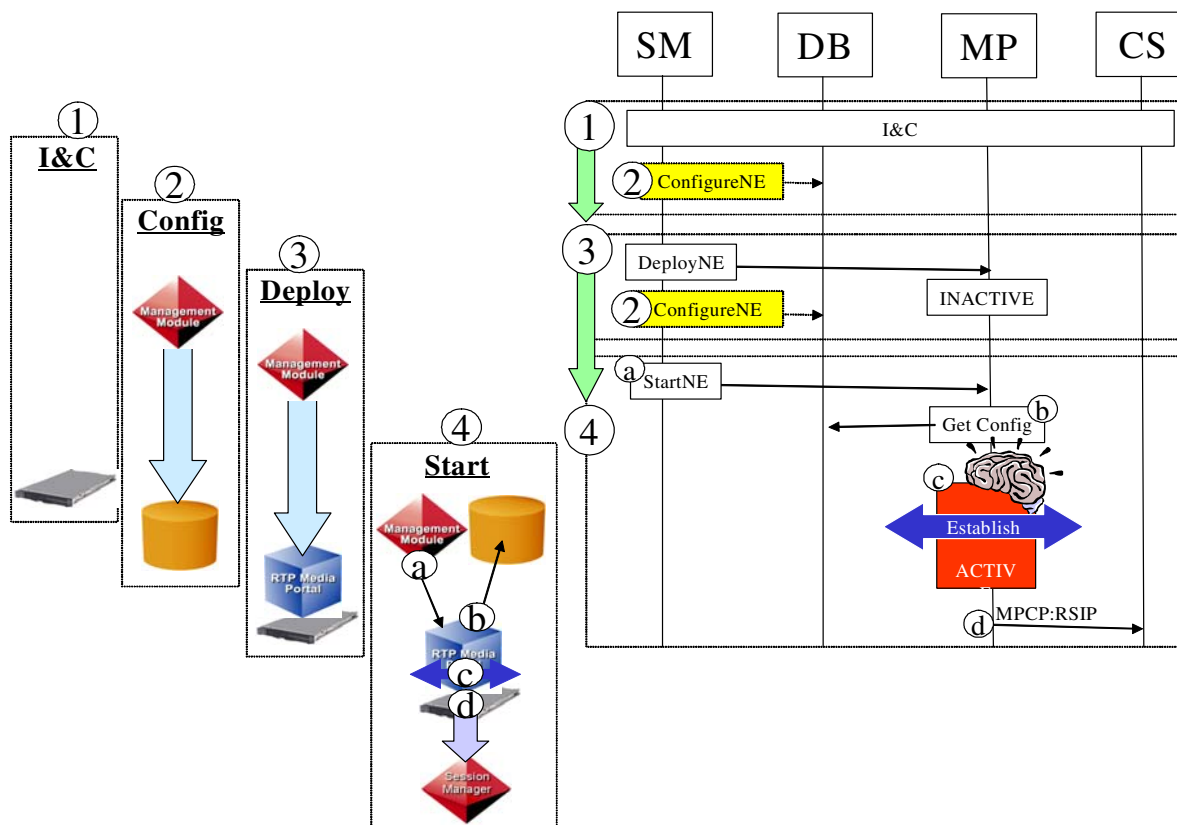 1
I&C
2
Config
Management
Module
3
Deploy
Management
Module
RTP Media
Portal
4
Start
Management
Module
a
b
RTP Media
c
d
Session
Manager
SM
DB
MP
CS
1
I&C
2
ConfigureNE
3
DeployNE
INACTIVE
2
ConfigureNE
a
StartNE
4
b
Get Config
c
Establish
ACTIV
d
MPCP:RSIP